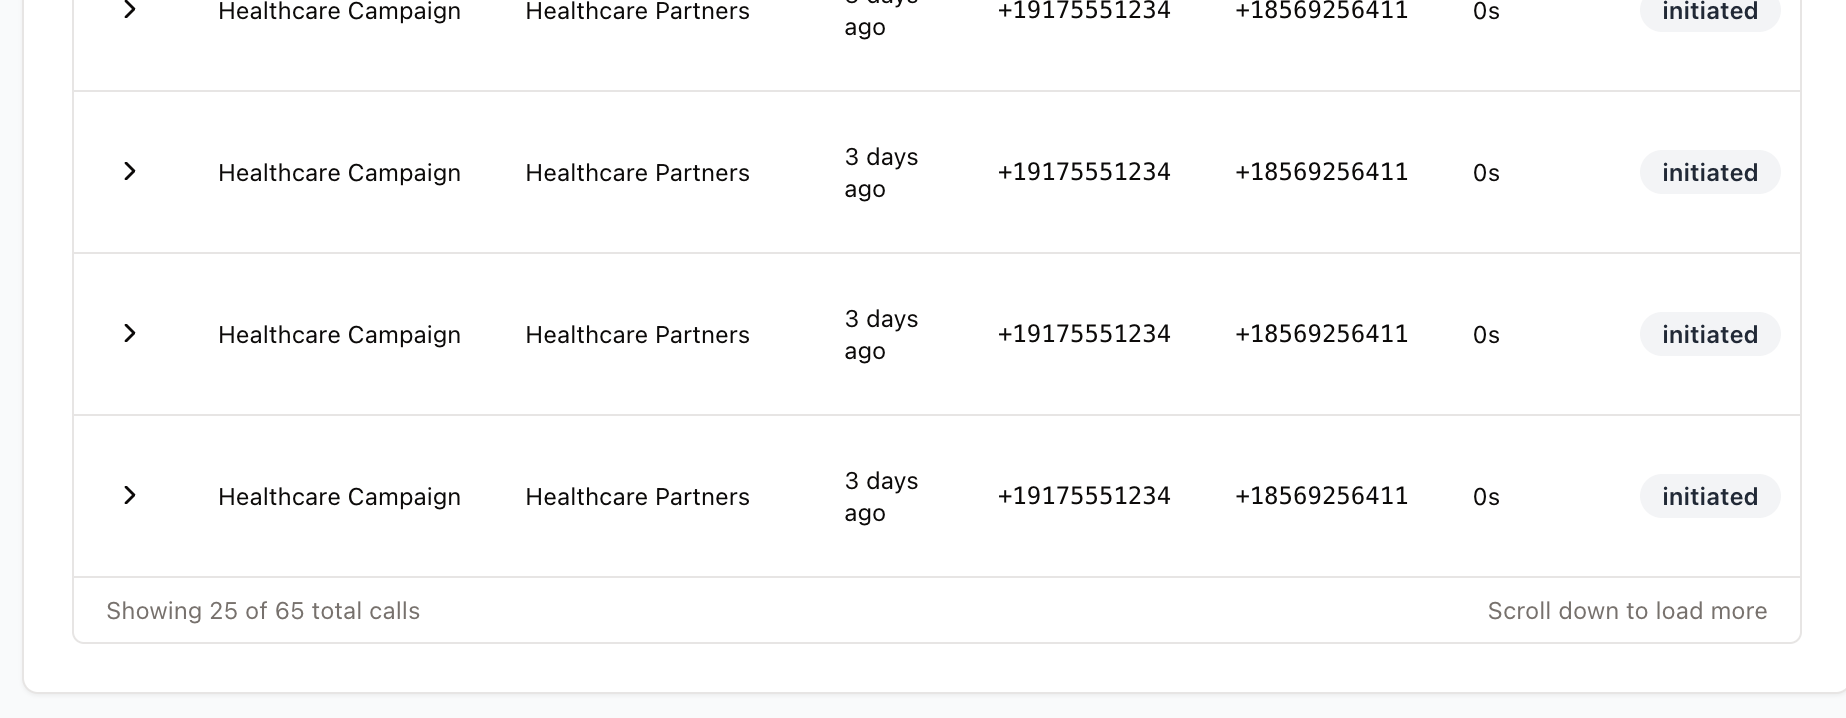 Healthcare Campaign Healthcare Partners days ago +19175551234 +18569256411 0s initiated
Healthcare Campaign Healthcare Partners 3 days ago +19175551234 +18569256411 0s initiated
Healthcare Campaign Healthcare Partners 3 days ago +19175551234 +18569256411 0s initiated
Healthcare Campaign Healthcare Partners 3 days ago +19175551234 +18569256411 0s initiated
Showing 25 of 65 total calls Scroll down to load more